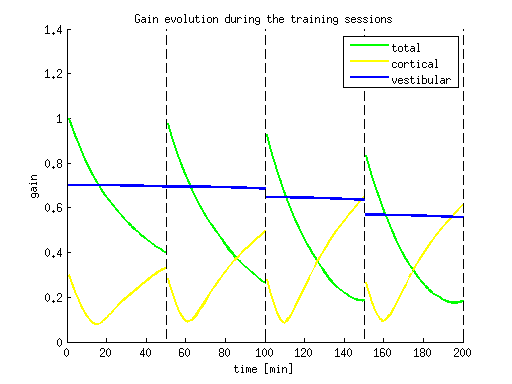 Gain evolution during the training sessions
1.4
1.2
1
0.8
0.6
0.4
0.2
0
gain
total
cortical
vestibular
0 20 40 60 80 100 120 140 160 180 200
time [min]